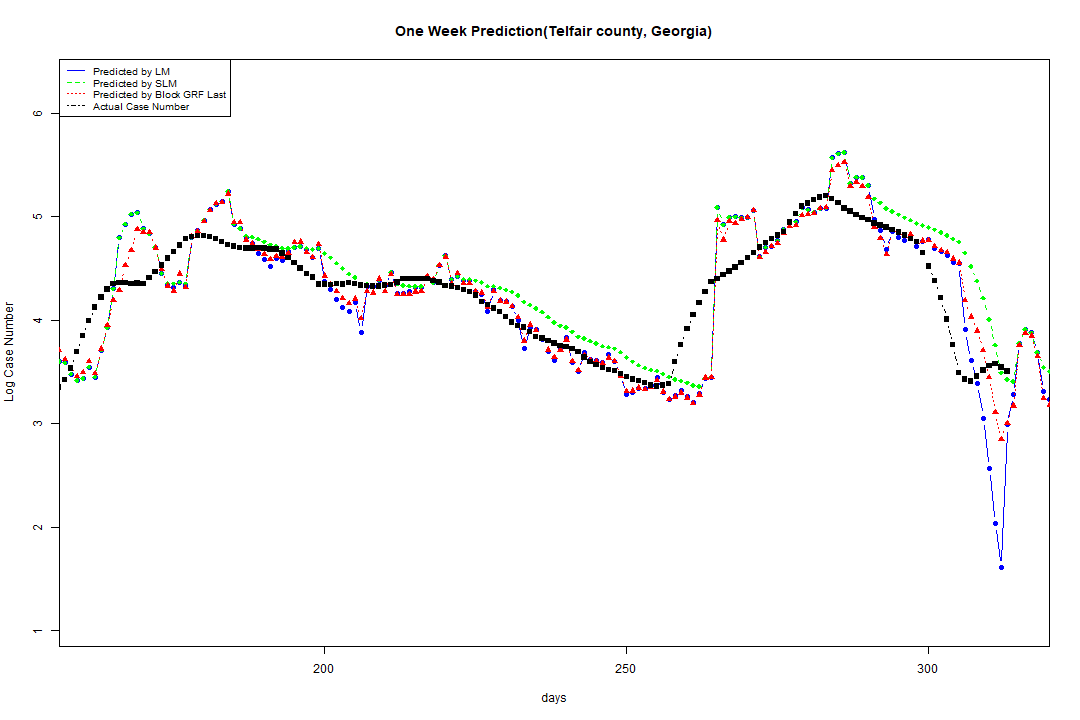 One Week Prediction(Telfair county, Georgia)
Predicted by LM
Predicted by SLM
Predicted by Block GRF Last
Actual Case Number
Log Case Number
6
5
4
3
2
1
200
250
300
days